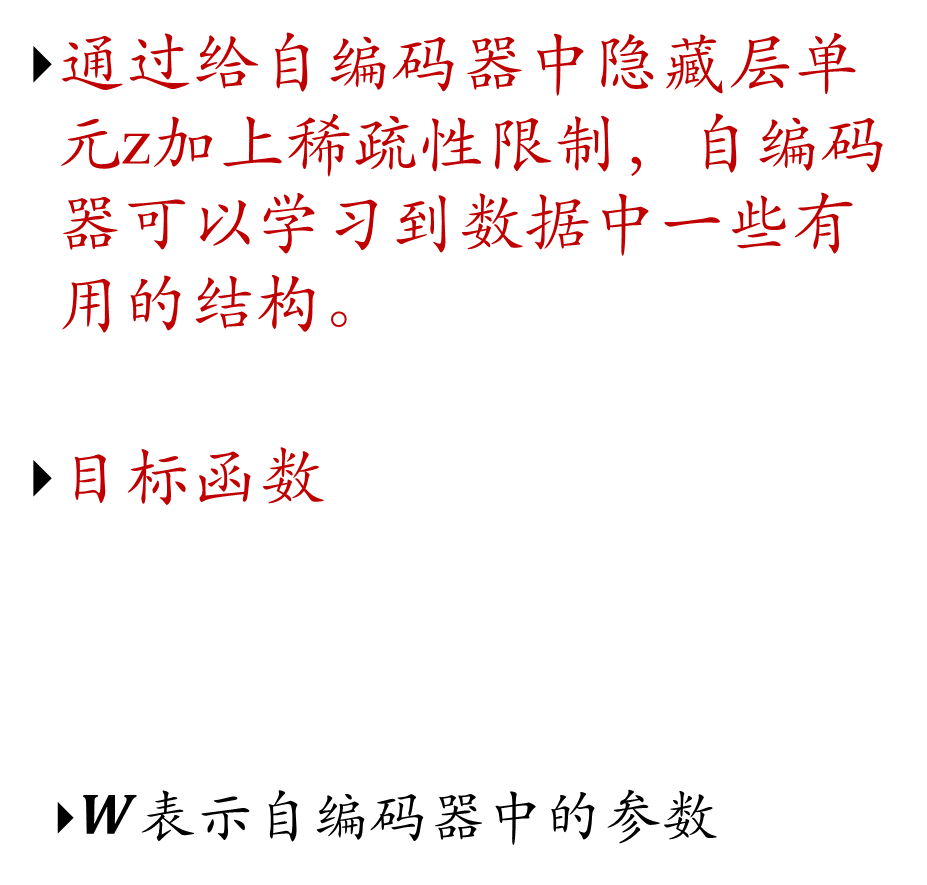 通过给自编码器中隐藏层单
元z加上稀疏性限制，自编码
器可以学习到数据中一些有
用的结构。
目标函数
W表示自编码器中的参数